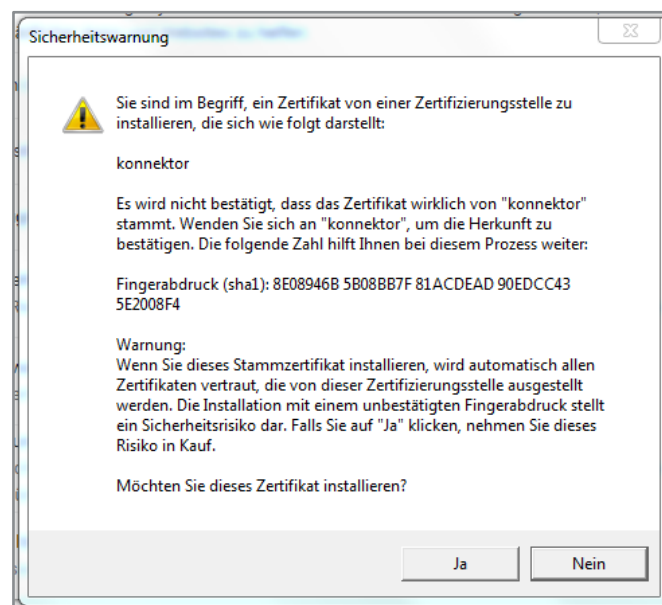 Sicherheitswarnung
Sie sind im Begriff, ein Zertifikat von einer Zertifizierungsstelle zu
installieren, die sich wie folgt darstellt:
konnektor
Es wird nicht bestätigt, dass das Zertifikat wirklich von "konnektor"
stammt. Wenden Sie sich an "konnektor", um die Herkunft zu
bestätigen. Die folgende Zahl hilft Ihnen bei diesem Prozess weiter:
Fingerabdruck (sha1): 8E08946B 5B08BB7F 81ACDEAD 90EDCC43
5E2008F4
Warnung:
Wenn Sie dieses Stammzertifikat installieren, wird automatisch allen
Zertifikaten vertraut, die von dieser Zertifizierungsstelle ausgestellt
werden. Die Installation mit einem unbestätigten Fingerabdruck stellt
ein Sicherheitsrisiko dar. Falls Sie auf "Ja" klicken, nehmen Sie dieses
Risiko in Kauf.
Möchten Sie dieses Zertifikat installieren?
Ja
Nein